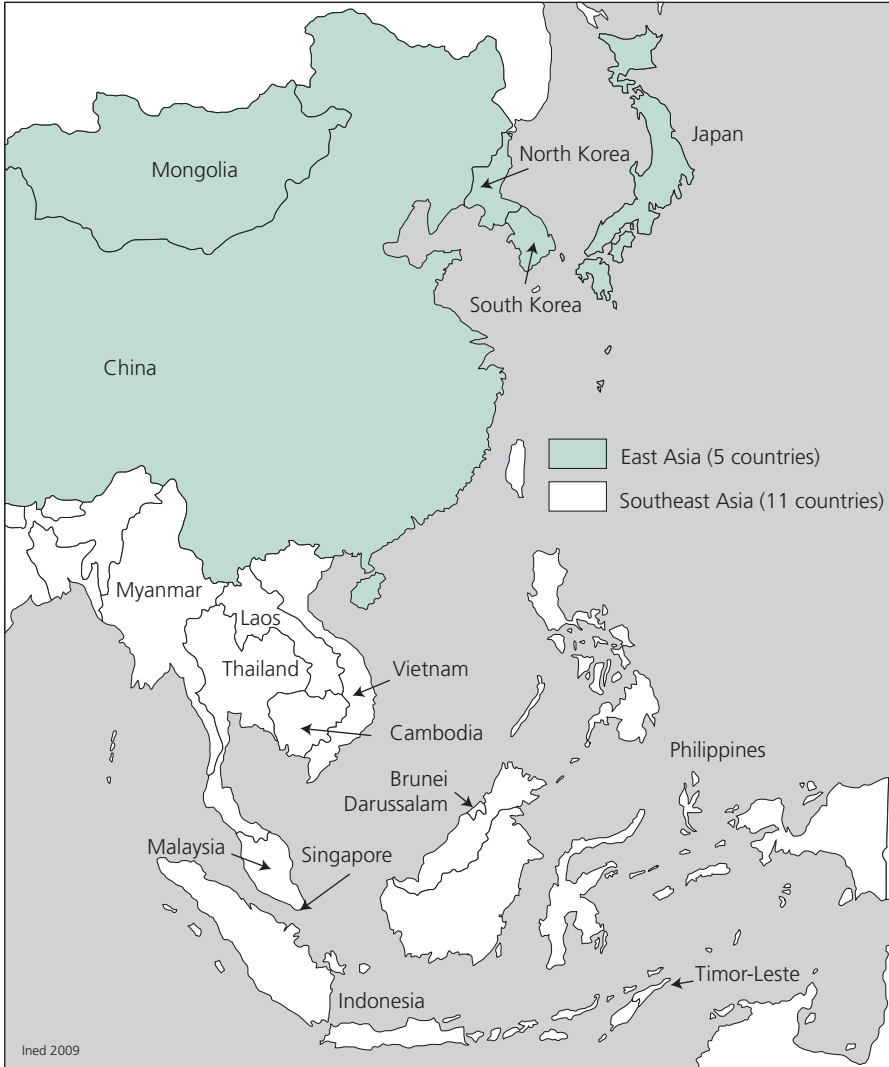 Japan
North Korea
Mongolia
South Korea
China
East Asia (5 countries)
Southeast Asia (11 countries)
Myanmar
Laos
Thailand
Vietnam
Cambodia
Philippines
Brunei
Darussalam
Malaysia
Singapore
Timor-Leste
Indonesia
Ined 2009